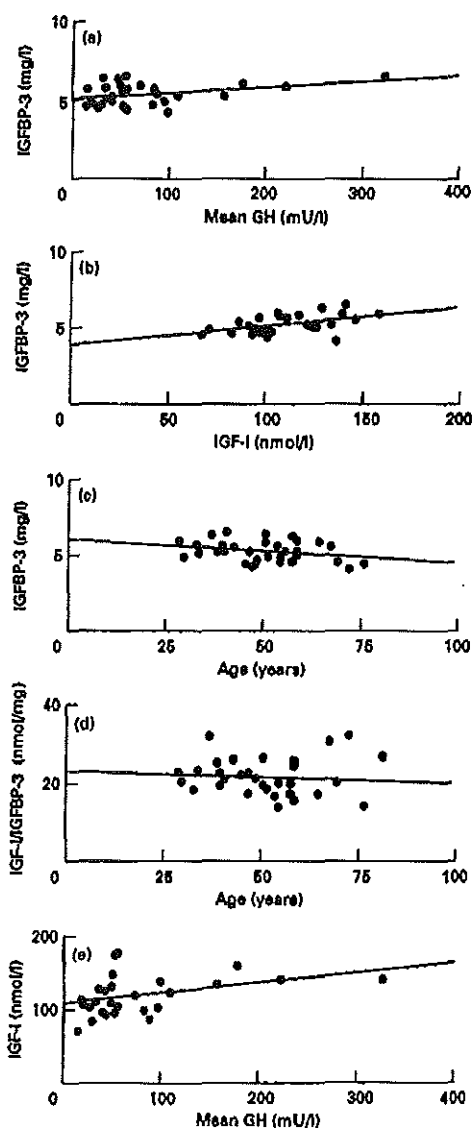 (a)
IGFBP-3 (mg/l)
10
5
0 100 200 300 400
Mean GH (mU/l)
(b)
IGFBP-3 (mg/l)
10
5
0 50 100 150 200
IGF-I (nmol/l)
(c)
IGFBP-3 (mg/l)
10
5
0 25 50 75 100
Age (years)
(d)
IGF-I/IGFBP-3 (nmol/mg)
40
20
0 25 50 75 100
Age (years)
(e)
IGF-I (nmol/l)
200
100
0 100 200 300 400
Mean GH (mU/l)